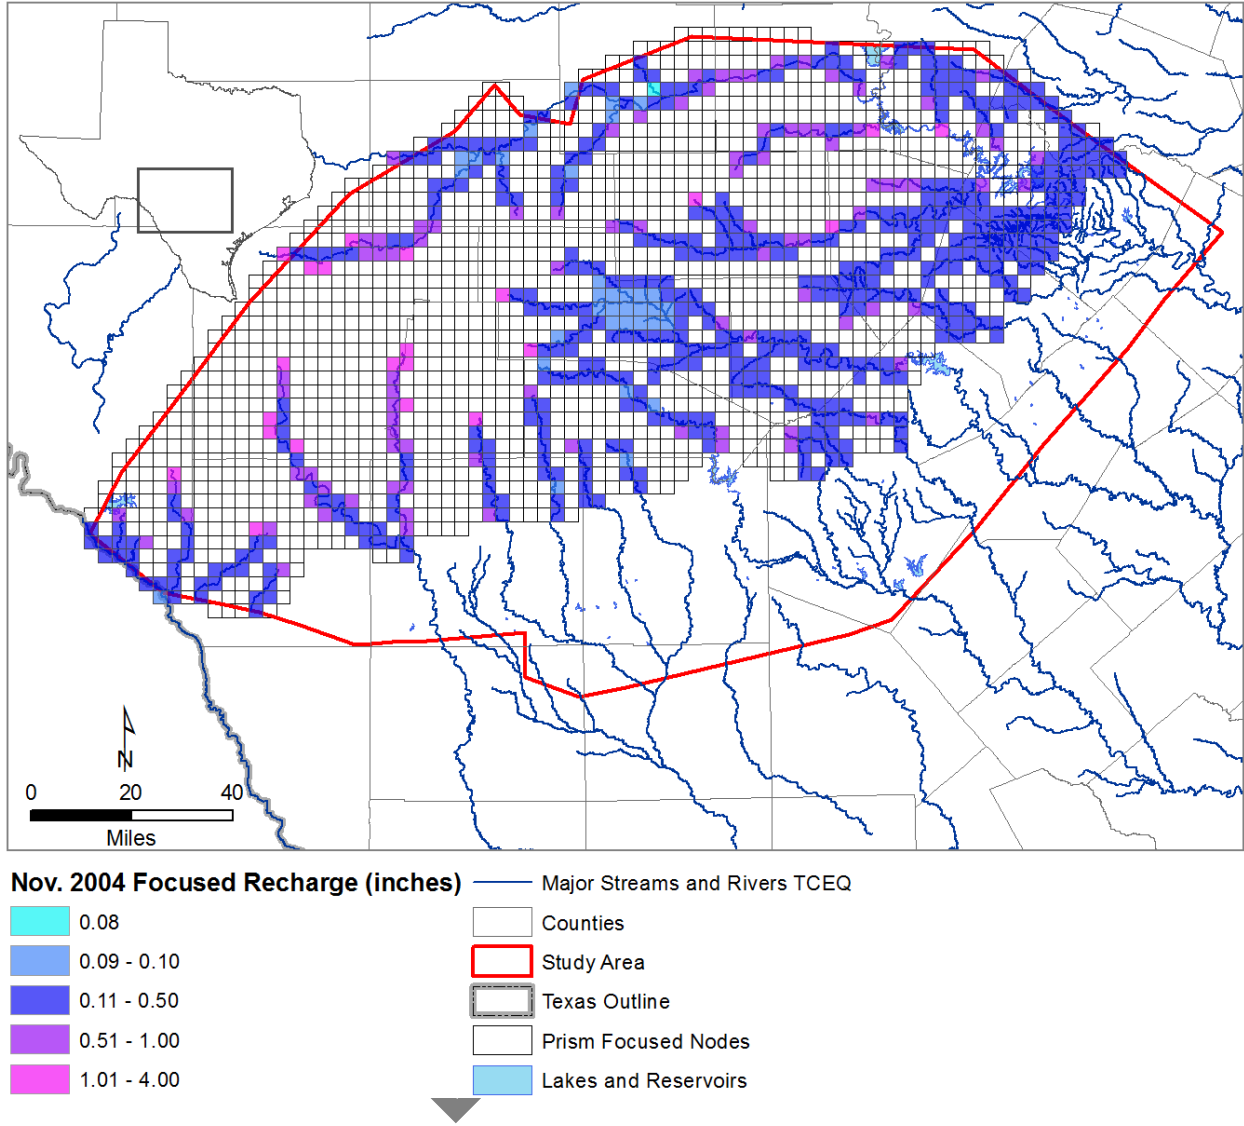 N
0 20 40
Miles
Nov. 2004 Focused Recharge (inches)
0.08
0.09 - 0.10
0.11 - 0.50
0.51 - 1.00
1.01 - 4.00
Major Streams and Rivers TCEQ
Counties
Study Area
Texas Outline
Prism Focused Nodes
Lakes and Reservoirs